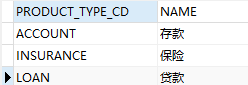 PRODUCT_TYPE_CD NAME
ACCOUNT 存款
INSURANCE 保险
LOAN 贷款